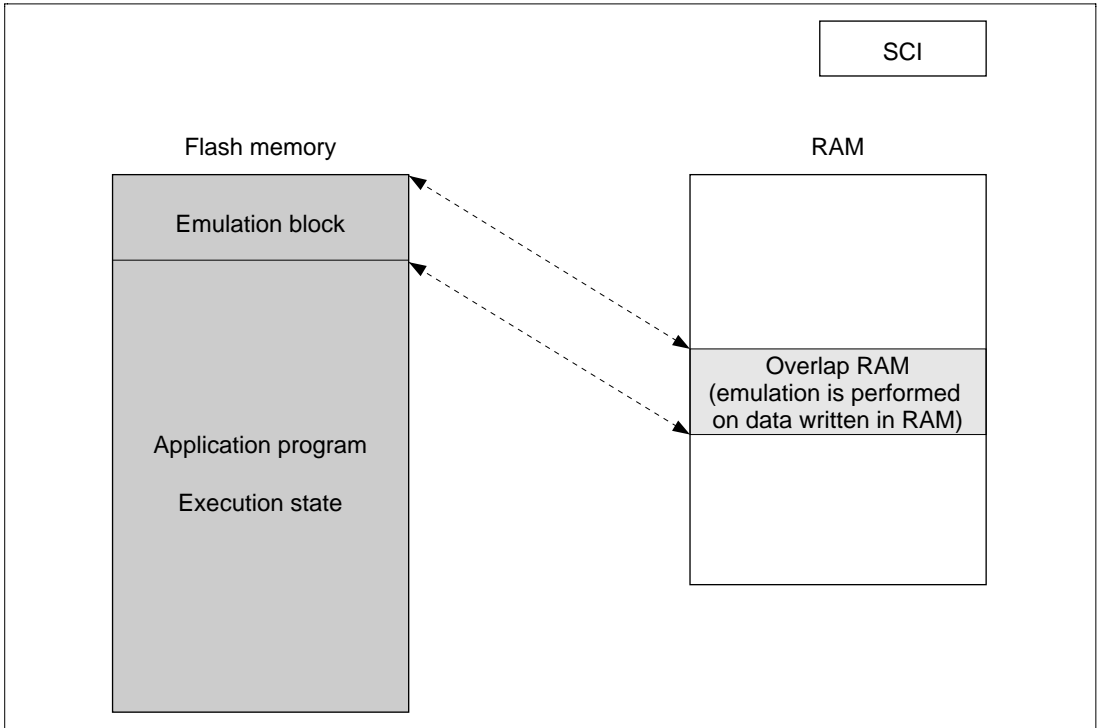 SCI
Flash memory
RAM
Emulation block
Overlap RAM
(emulation is performed
on data written in RAM)
Application program
Execution state